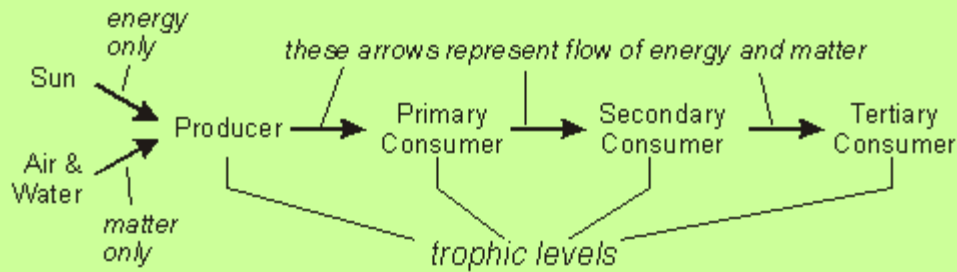 energy
only
these arrows represent flow of energy and matter
Sun
Producer
Primary
Consumer
Secondary
Consumer
Tertiary
Consumer
Air &
Water
matter
only
trophic levels